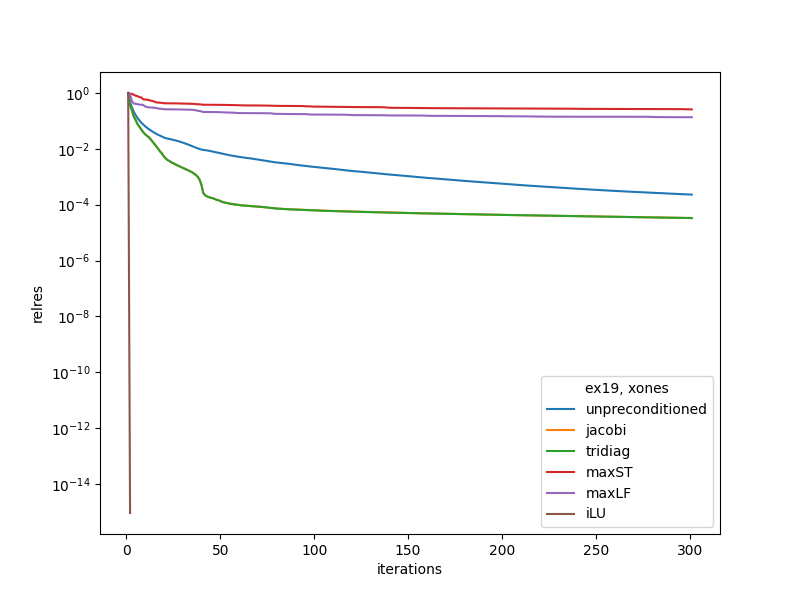 10^0
10^-2
10^-4
10^-6
10^-8
10^-10
10^-12
10^-14
relres
0 50 100 150 200 250 300
iterations
ex19, xones
unpreconditioned
jacobi
tridiag
maxST
maxLF
iLU